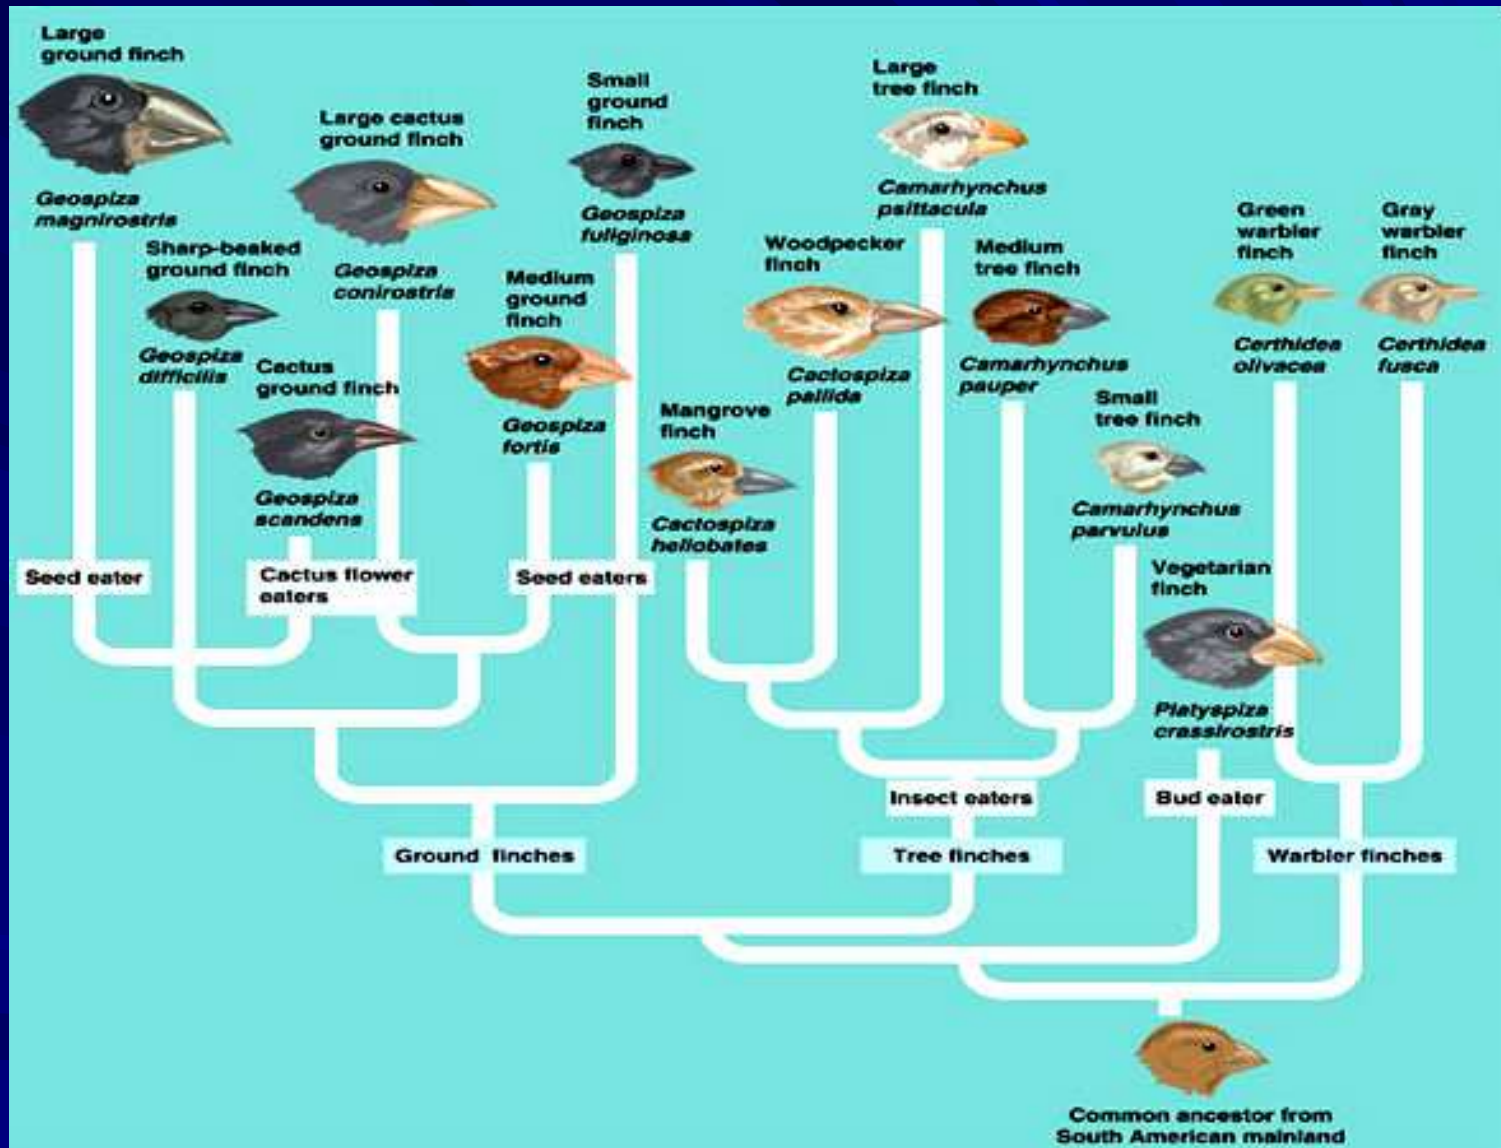 Large
ground finch
Geospiza
magnirostris
Sharp-beaked
ground finch
Geospiza
difficilis
Large cactus
ground finch
Geospiza
conirostris
Cactus
ground finch
Geospiza
scandens
Small
ground
finch
Geospiza
fuliginosa
Medium
ground
finch
Geospiza
fortis
Large
tree finch
Camarhynchus
psittacula
Woodpecker
finch
Cactospiza
pallida
Medium
tree finch
Camarhynchus
pauper
Mangrove
finch
Cactospiza
heliobates
Small
tree finch
Camarhynchus
parvulus
Green
warbler
finch
Certhidea
olivacea
Gray
warbler
finch
Certhidea
fusca
Vegetarian
finch
Platyspiza
crassirostris
Seed eater
Cactus flower
eaters
Seed eaters
Insect eaters
Bud eater
Ground finches
Tree finches
Warbler finches
Common ancestor from
South American mainland